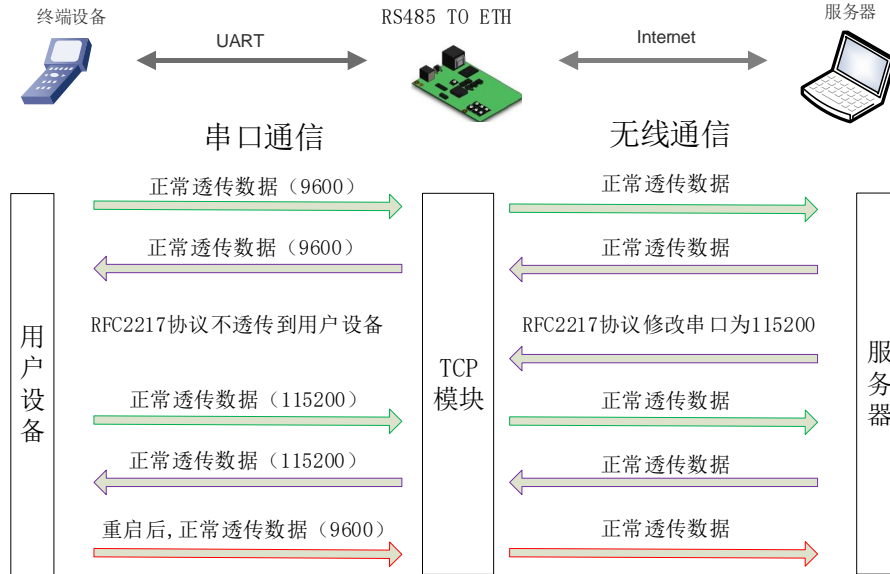 终端设备
RS485 TO ETH
服务器
UART
Internet
串口通信
无线通信
正常透传数据（9600）
正常透传数据
正常透传数据（9600）
正常透传数据
RFC2217协议不透传到用户设备
RFC2217协议修改串口为115200
用户设备
TCP
模块
服务器
正常透传数据（115200）
正常透传数据
正常透传数据（115200）
正常透传数据
重启后,正常透传数据（9600）
正常透传数据